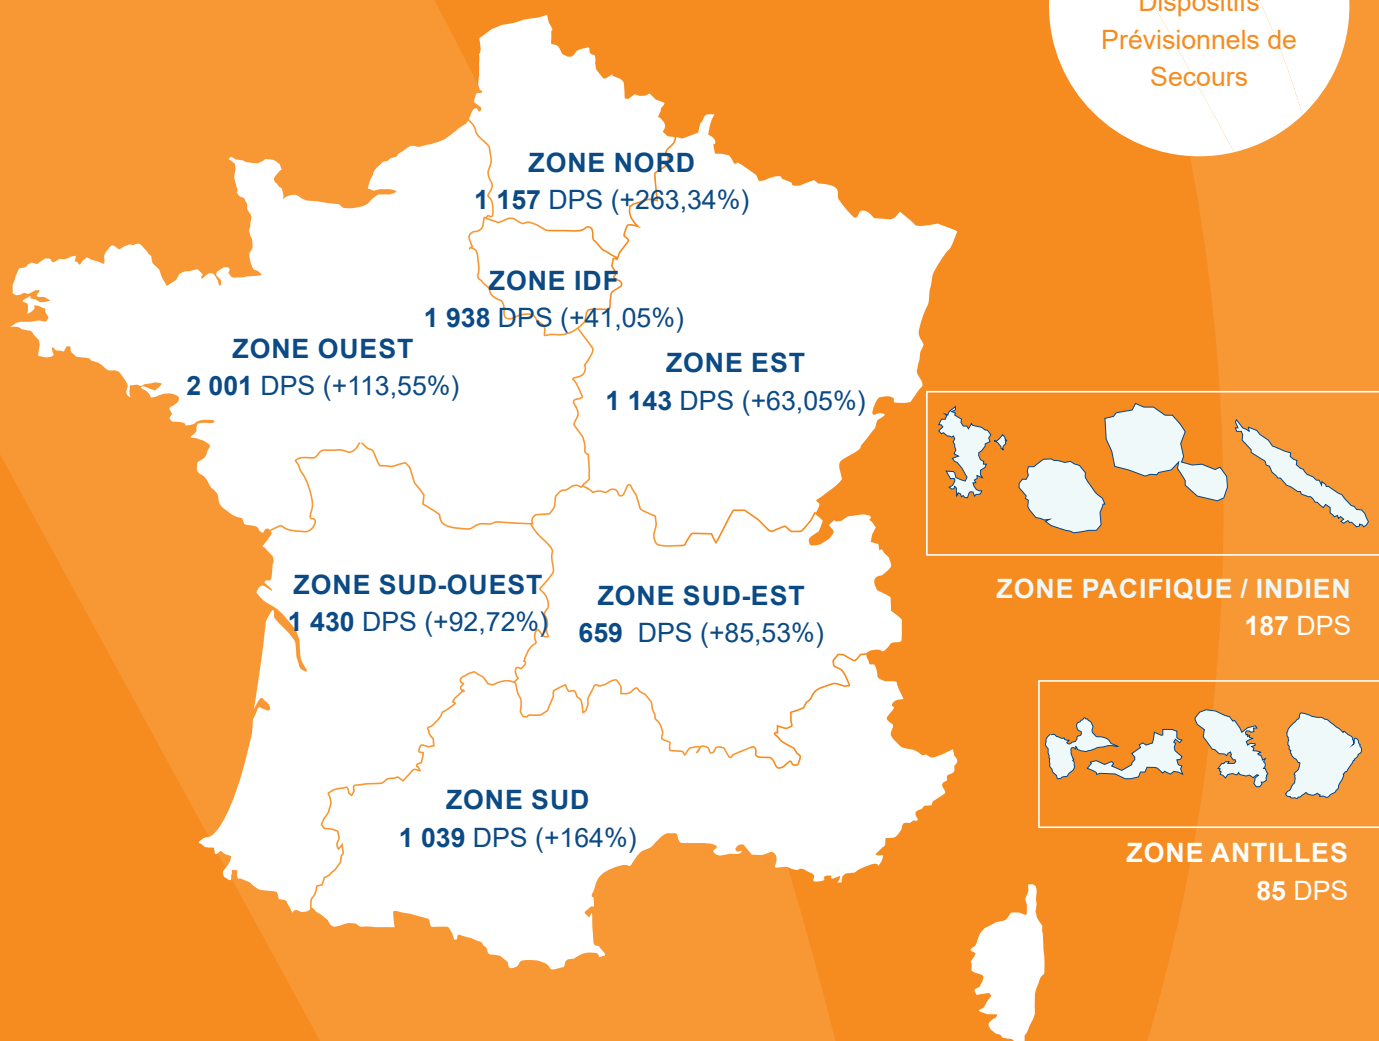 Dispositifs
Prévisionnels de
Secours
ZONE NORD
1 157 DPS (+263,34%)
ZONE IDF
1 938 DPS (+41,05%)
ZONE OUEST
2 001 DPS (+113,55%)
ZONE EST
1 143 DPS (+63,05%)
ZONE SUD-OUEST
1 430 DPS (+92,72%)
ZONE SUD-EST
659 DPS (+85,53%)
ZONE PACIFIQUE / INDIEN
187 DPS
ZONE SUD
1 039 DPS (+164%)
ZONE ANTILLES
85 DPS